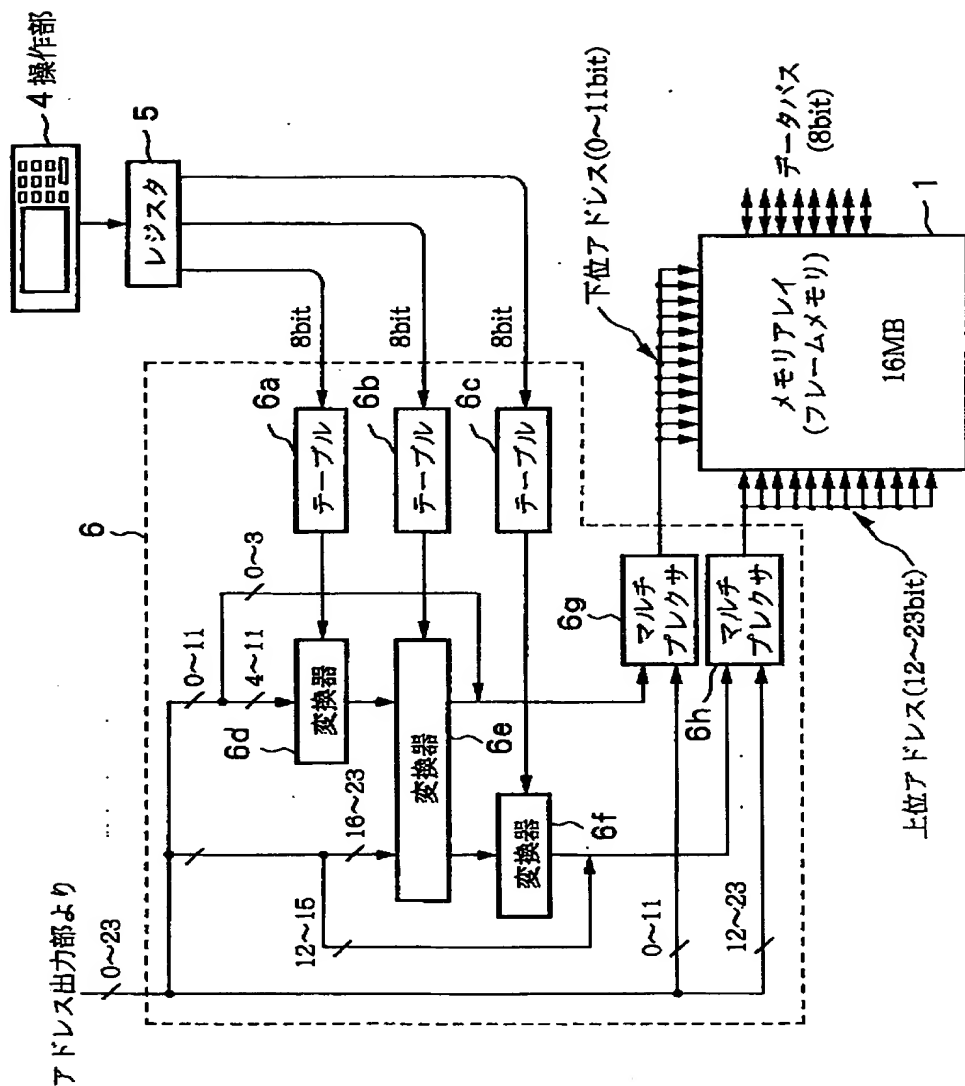 アドレス出力部より
0~23
4 操作部
5
レジスタ
8bit
8bit
8bit
6
6a
テーブル
6b
テーブル
6c
テーブル
0~11
0~3
4~11
6d
変換器
16~23
6e
変換器
12~15
6f
変換器
0~11
12~23
6g
マルチ
プレクサ
6h
マルチ
プレクサ
下位アドレス(0~11bit)
上位アドレス(12~23bit)
メモリアレイ
(フレームメモリ)
16MB
1
データバス
(8bit)